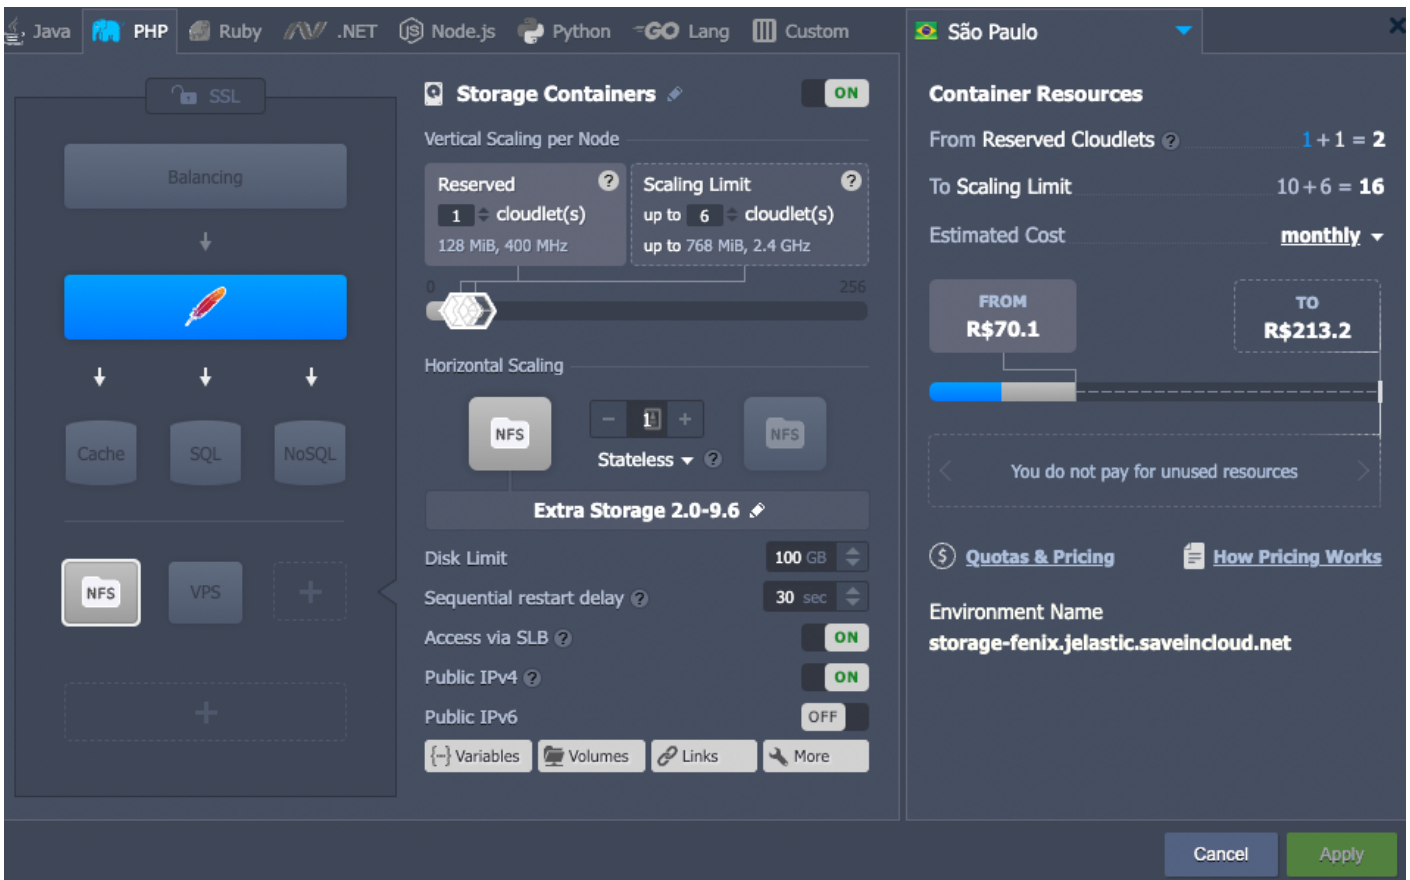 Java PHP Ruby .NET Node.js Python GO Lang Custom
São Paulo
SSL
Balancing
Cache SQL NoSQL
NFS VPS
Storage Containers ON
Vertical Scaling per Node
Reserved ?
1 cloudlet(s)
128 MiB, 400 MHz
Scaling Limit ?
up to 6 cloudlet(s)
up to 768 MiB, 2.4 GHz
0 256
Horizontal Scaling
NFS − 1 + NFS
Stateless ?
Extra Storage 2.0-9.6
Disk Limit 100 GB
Sequential restart delay ? 30 sec
Access via SLB ? ON
Public IPv4 ? ON
Public IPv6 OFF
Variables Volumes Links More
Container Resources
From Reserved Cloudlets ? 1 + 1 = 2
To Scaling Limit 10 + 6 = 16
Estimated Cost monthly
FROM
R$70.1
TO
R$213.2
You do not pay for unused resources
$ Quotas & Pricing How Pricing Works
Environment Name
storage-fenix.jelastic.saveincloud.net
Cancel Apply